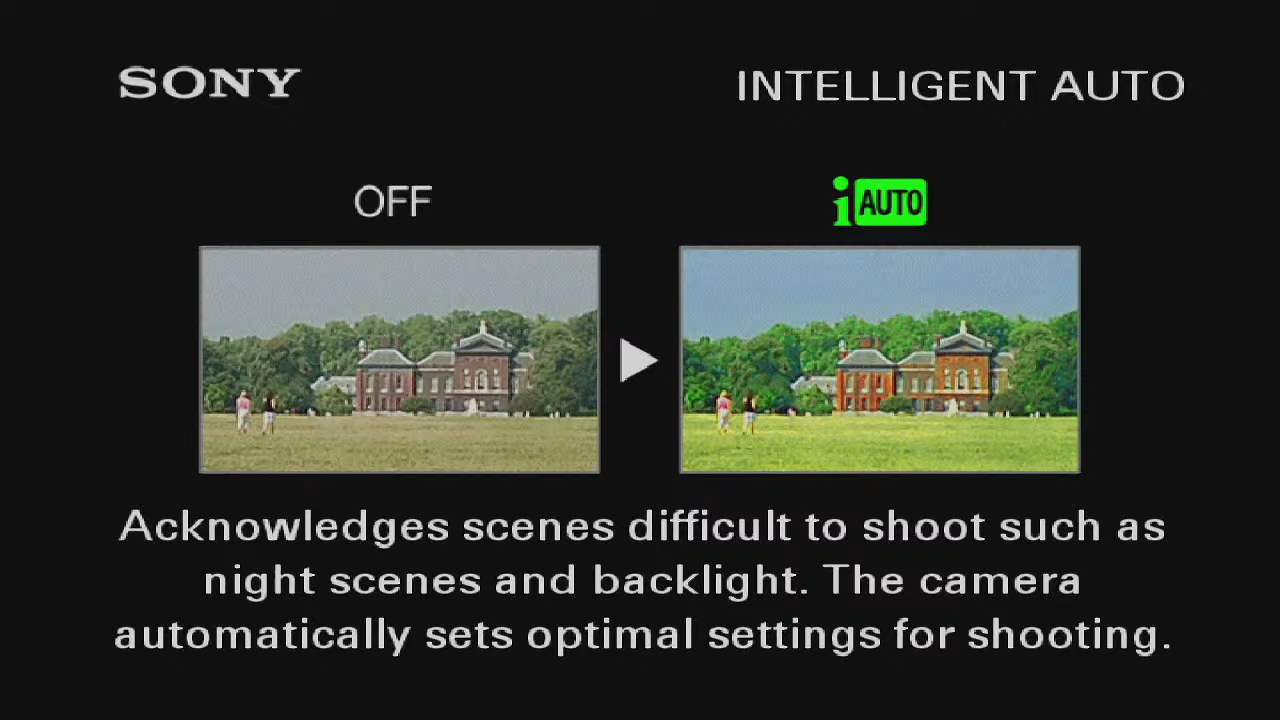 SONY
INTELLIGENT AUTO
OFF
i AUTO
Acknowledges scenes difficult to shoot such as
night scenes and backlight. The camera
automatically sets optimal settings for shooting.